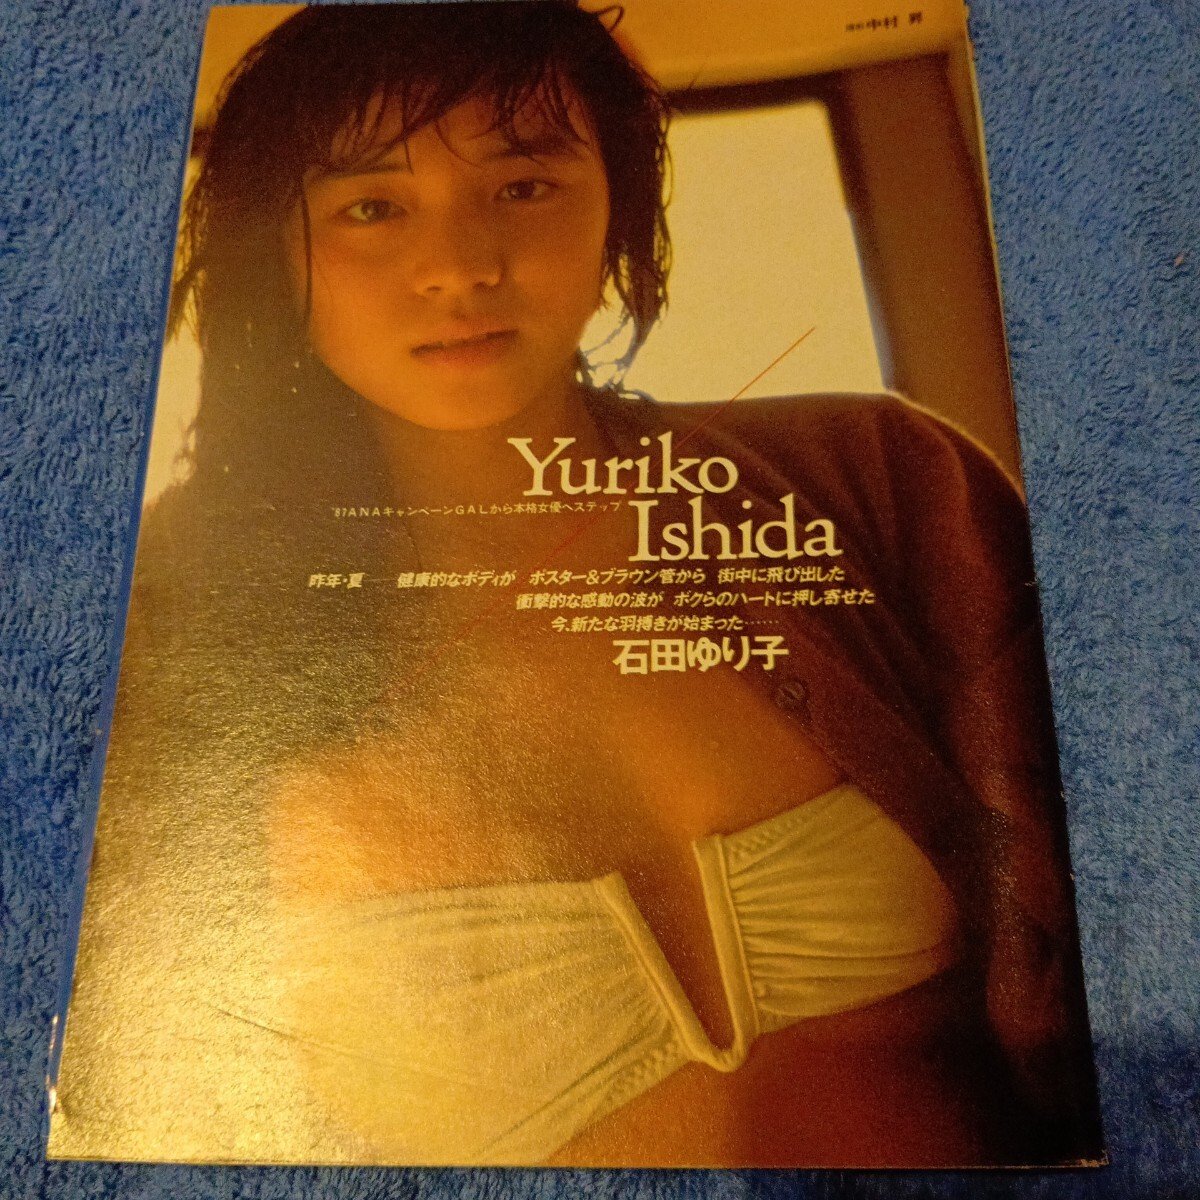 中村 昇
Yuriko
'87ANAキャンペーンGALから本格女優へステップ
Ishida
昨年・夏 健康的なボディが ポスター&ブラウン管から 街中に飛び出した
衝撃的な感動の波が ボクらのハートに押し寄せた
今、新たな羽搏きが始まった……
石田ゆり子